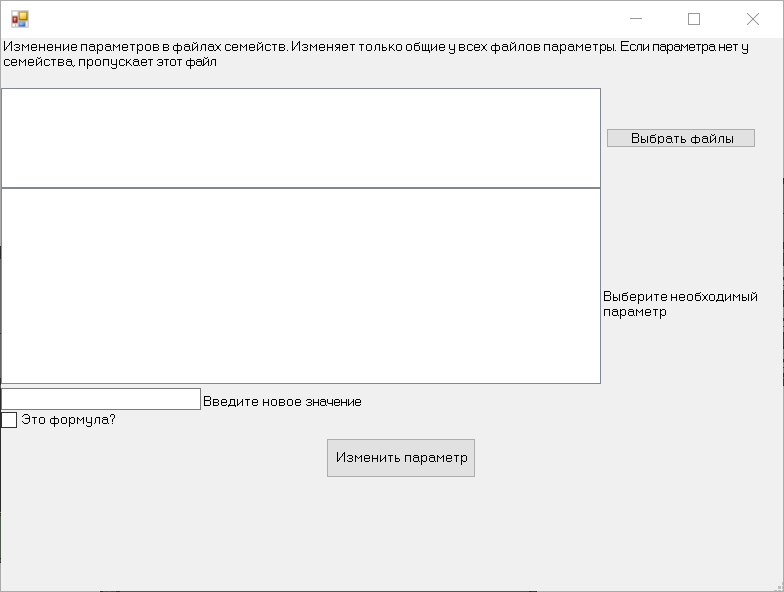 Изменение параметров в файлах семейств. Изменяет только общие у всех файлов параметры. Если параметра нет у
семейства, пропускает этот файл
Выбрать файлы
Выберите необходимый
параметр
Введите новое значение
Это формула?
Изменить параметр